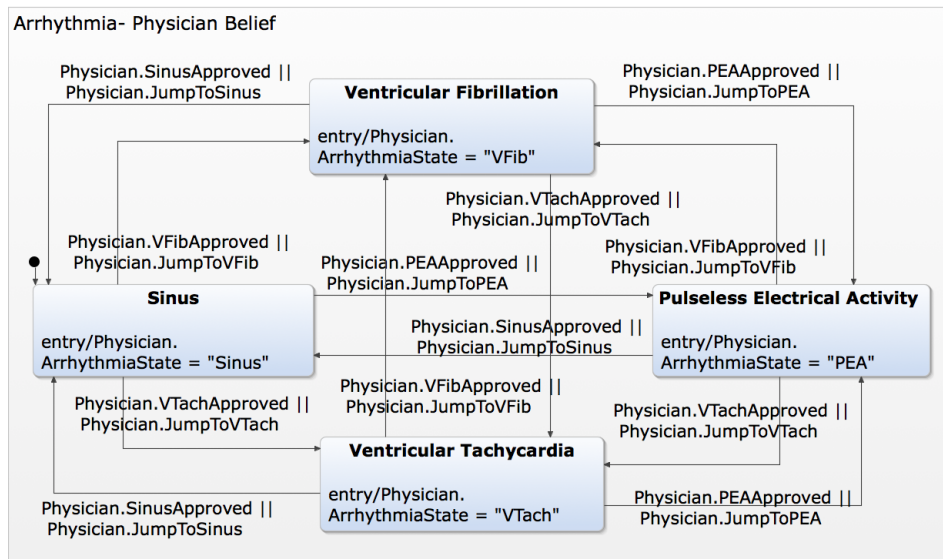 Arrhythmia- Physician Belief
Physician.SinusApproved ||
Physician.JumpToSinus
Ventricular Fibrillation
entry/Physician.
ArrhythmiaState = "VFib"
Physician.PEAApproved ||
Physician.JumpToPEA
Physician.VFibApproved ||
Physician.JumpToVFib
Physician.VTachApproved ||
Physician.JumpToVTach
Physician.VFibApproved ||
Physician.JumpToVFib
Physician.PEAApproved ||
Physician.JumpToPEA
Sinus
entry/Physician.
ArrhythmiaState = "Sinus"
Physician.SinusApproved ||
Physician.JumpToSinus
Pulseless Electrical Activity
entry/Physician.
ArrhythmiaState = "PEA"
Physician.VTachApproved ||
Physician.JumpToVTach
Physician.VFibApproved ||
Physician.JumpToVFib
Physician.VTachApproved ||
Physician.JumpToVTach
Ventricular Tachycardia
entry/Physician.
ArrhythmiaState = "VTach"
Physician.SinusApproved ||
Physician.JumpToSinus
Physician.PEAApproved ||
Physician.JumpToPEA